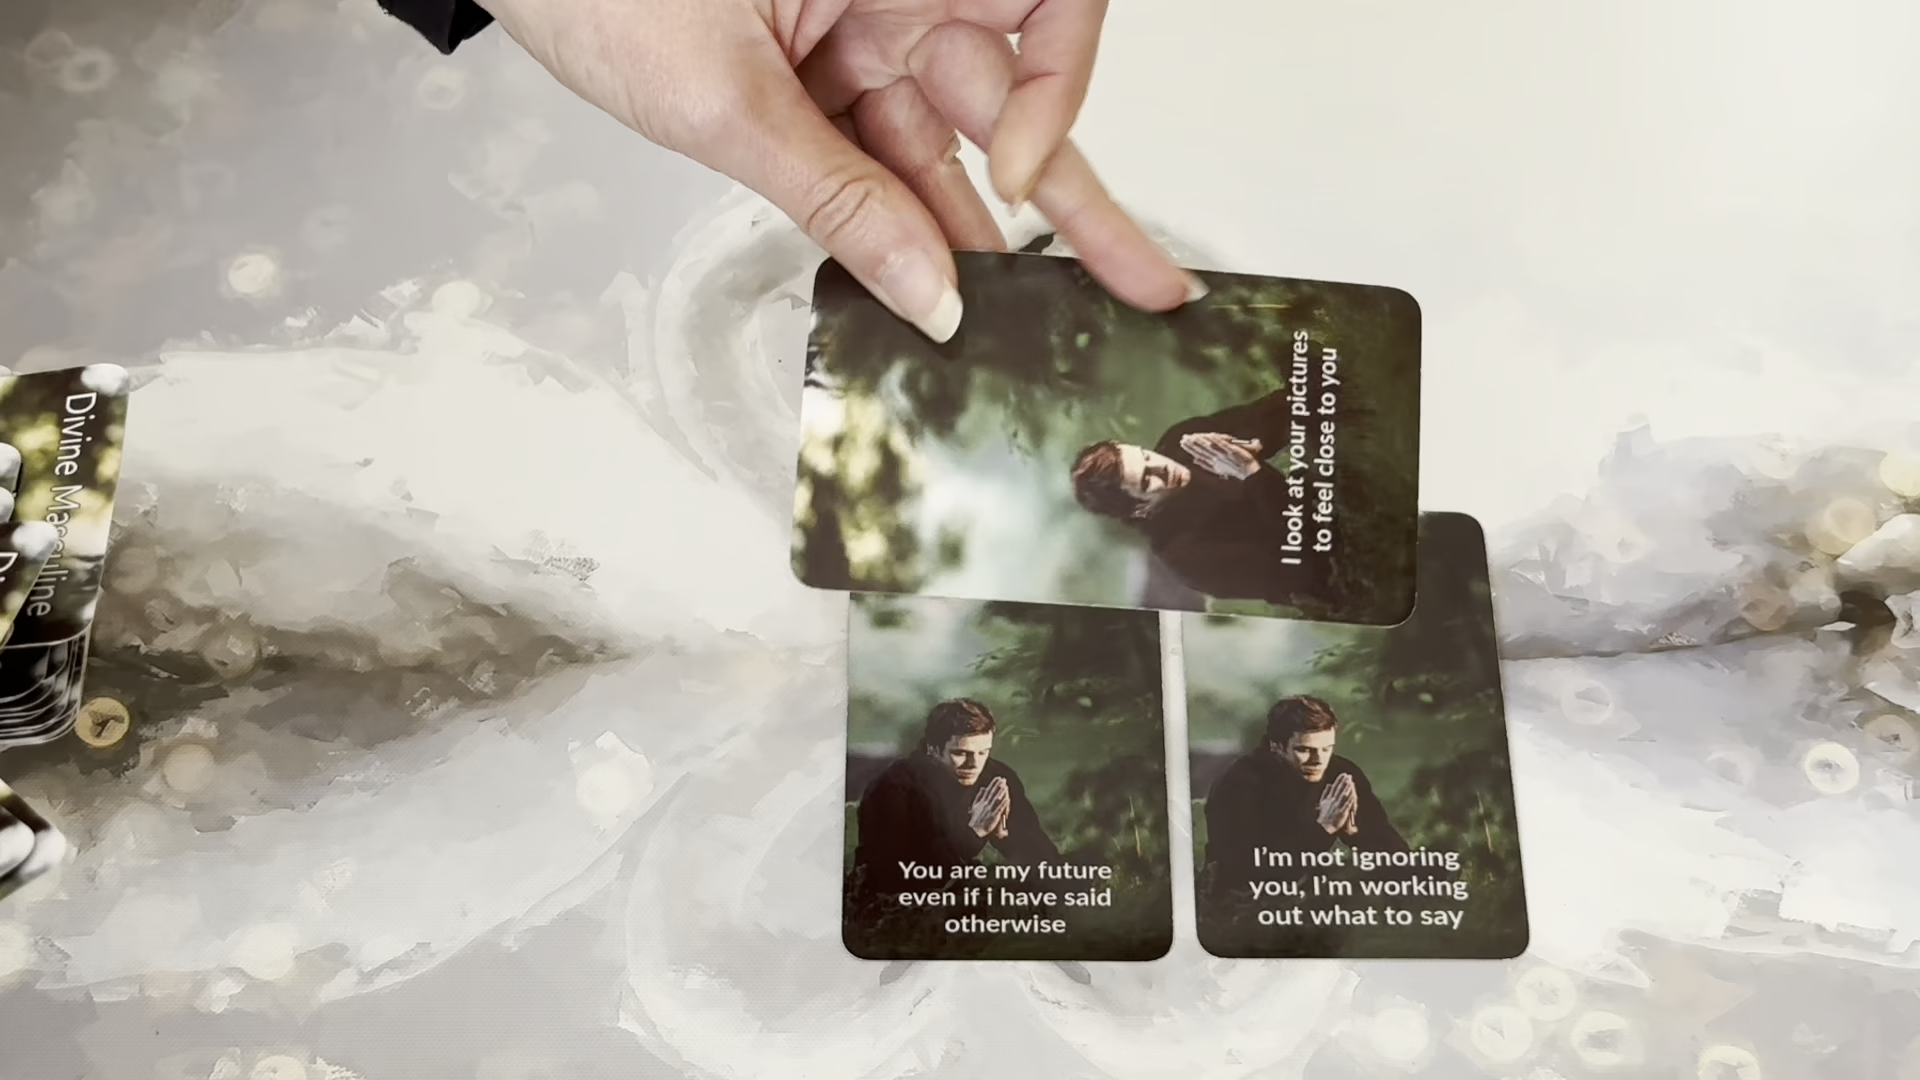 Divine Masculine
Di
I look at your pictures
to feel close to you
You are my future
even if i have said
otherwise
I'm not ignoring
you, I'm working
out what to say